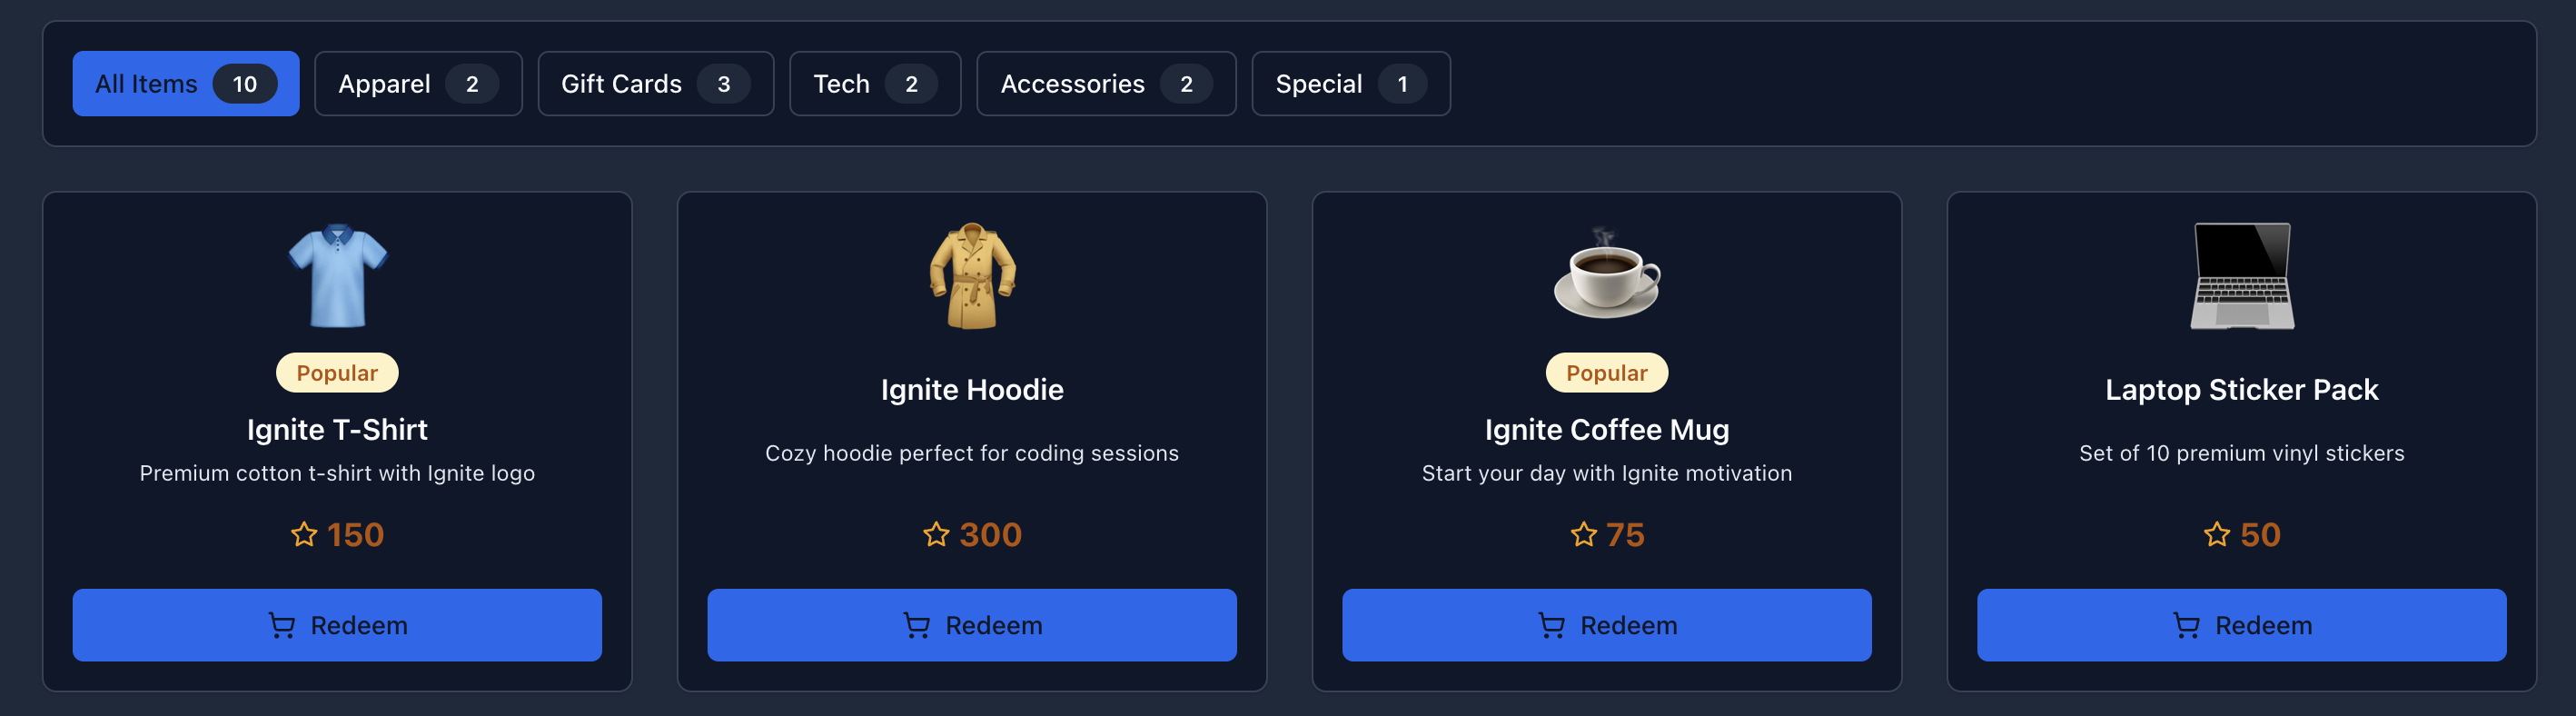 All Items 10 Apparel 2 Gift Cards 3 Tech 2 Accessories 2 Special 1
Popular
Ignite T-Shirt
Premium cotton t-shirt with Ignite logo
150
Redeem
Ignite Hoodie
Cozy hoodie perfect for coding sessions
300
Redeem
Popular
Ignite Coffee Mug
Start your day with Ignite motivation
75
Redeem
Laptop Sticker Pack
Set of 10 premium vinyl stickers
50
Redeem